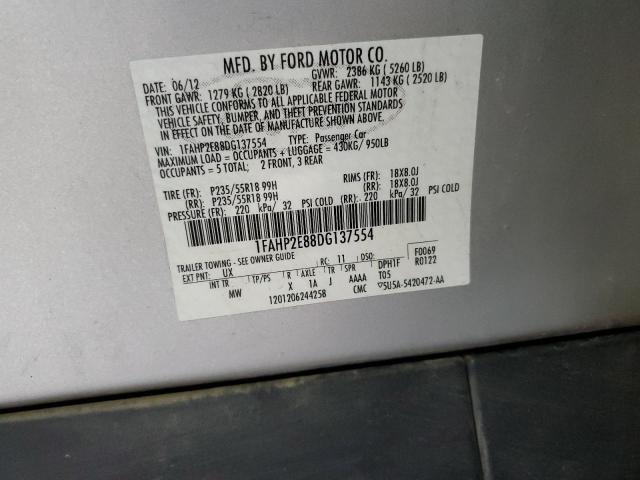 MFD. BY FORD MOTOR CO.
DATE: 06/12 GVWR: 2386 KG ( 5260 LB)
FRONT GAWR: 1279 KG ( 2820 LB) REAR GAWR: 1143 KG ( 2520 LB)
THIS VEHICLE CONFORMS TO ALL APPLICABLE FEDERAL MOTOR
VEHICLE SAFETY, BUMPER, AND THEFT PREVENTION STANDARDS
IN EFFECT ON THE DATE OF MANUFACTURE SHOWN ABOVE.
VIN: 1FAHP2E88DG137554 TYPE: Passenger Car
MAXIMUM LOAD = OCCUPANTS + LUGGAGE = 430KG/ 950LB
OCCUPANTS = 5 TOTAL; 2 FRONT, 3 REAR
TIRE (FR): P235/55R18 99H RIMS (FR): 18X8.0J
(RR): P235/55R18 99H (RR): 18X8.0J
PRESSURE (FR): 220 kPa/ 32 PSI COLD (RR): 220 kPa/ 32 PSI COLD
1FAHP2E88DG137554
TRAILER TOWING - SEE OWNER GUIDE
EXT PNT: UX RC: 11 DSO: F0069
R0122
INT TR TP/PS R AXLE TR SPR DPH1F
MW X 1A J AAAA T05
1201206244258 CMC 5U5A-5420472-AA